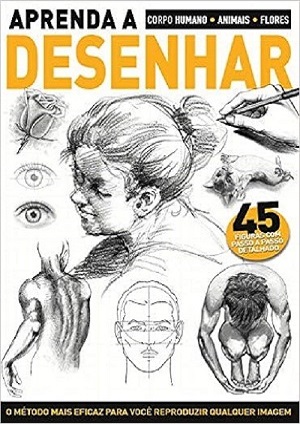 APRENDA A
CORPO HUMANO • ANIMAIS • FLORES
DESENHAR
45
FIGURAS COM
PASSO A PASSO
DETALHADO
O MÉTODO MAIS EFICAZ PARA VOCÊ REPRODUZIR QUALQUER IMAGEM